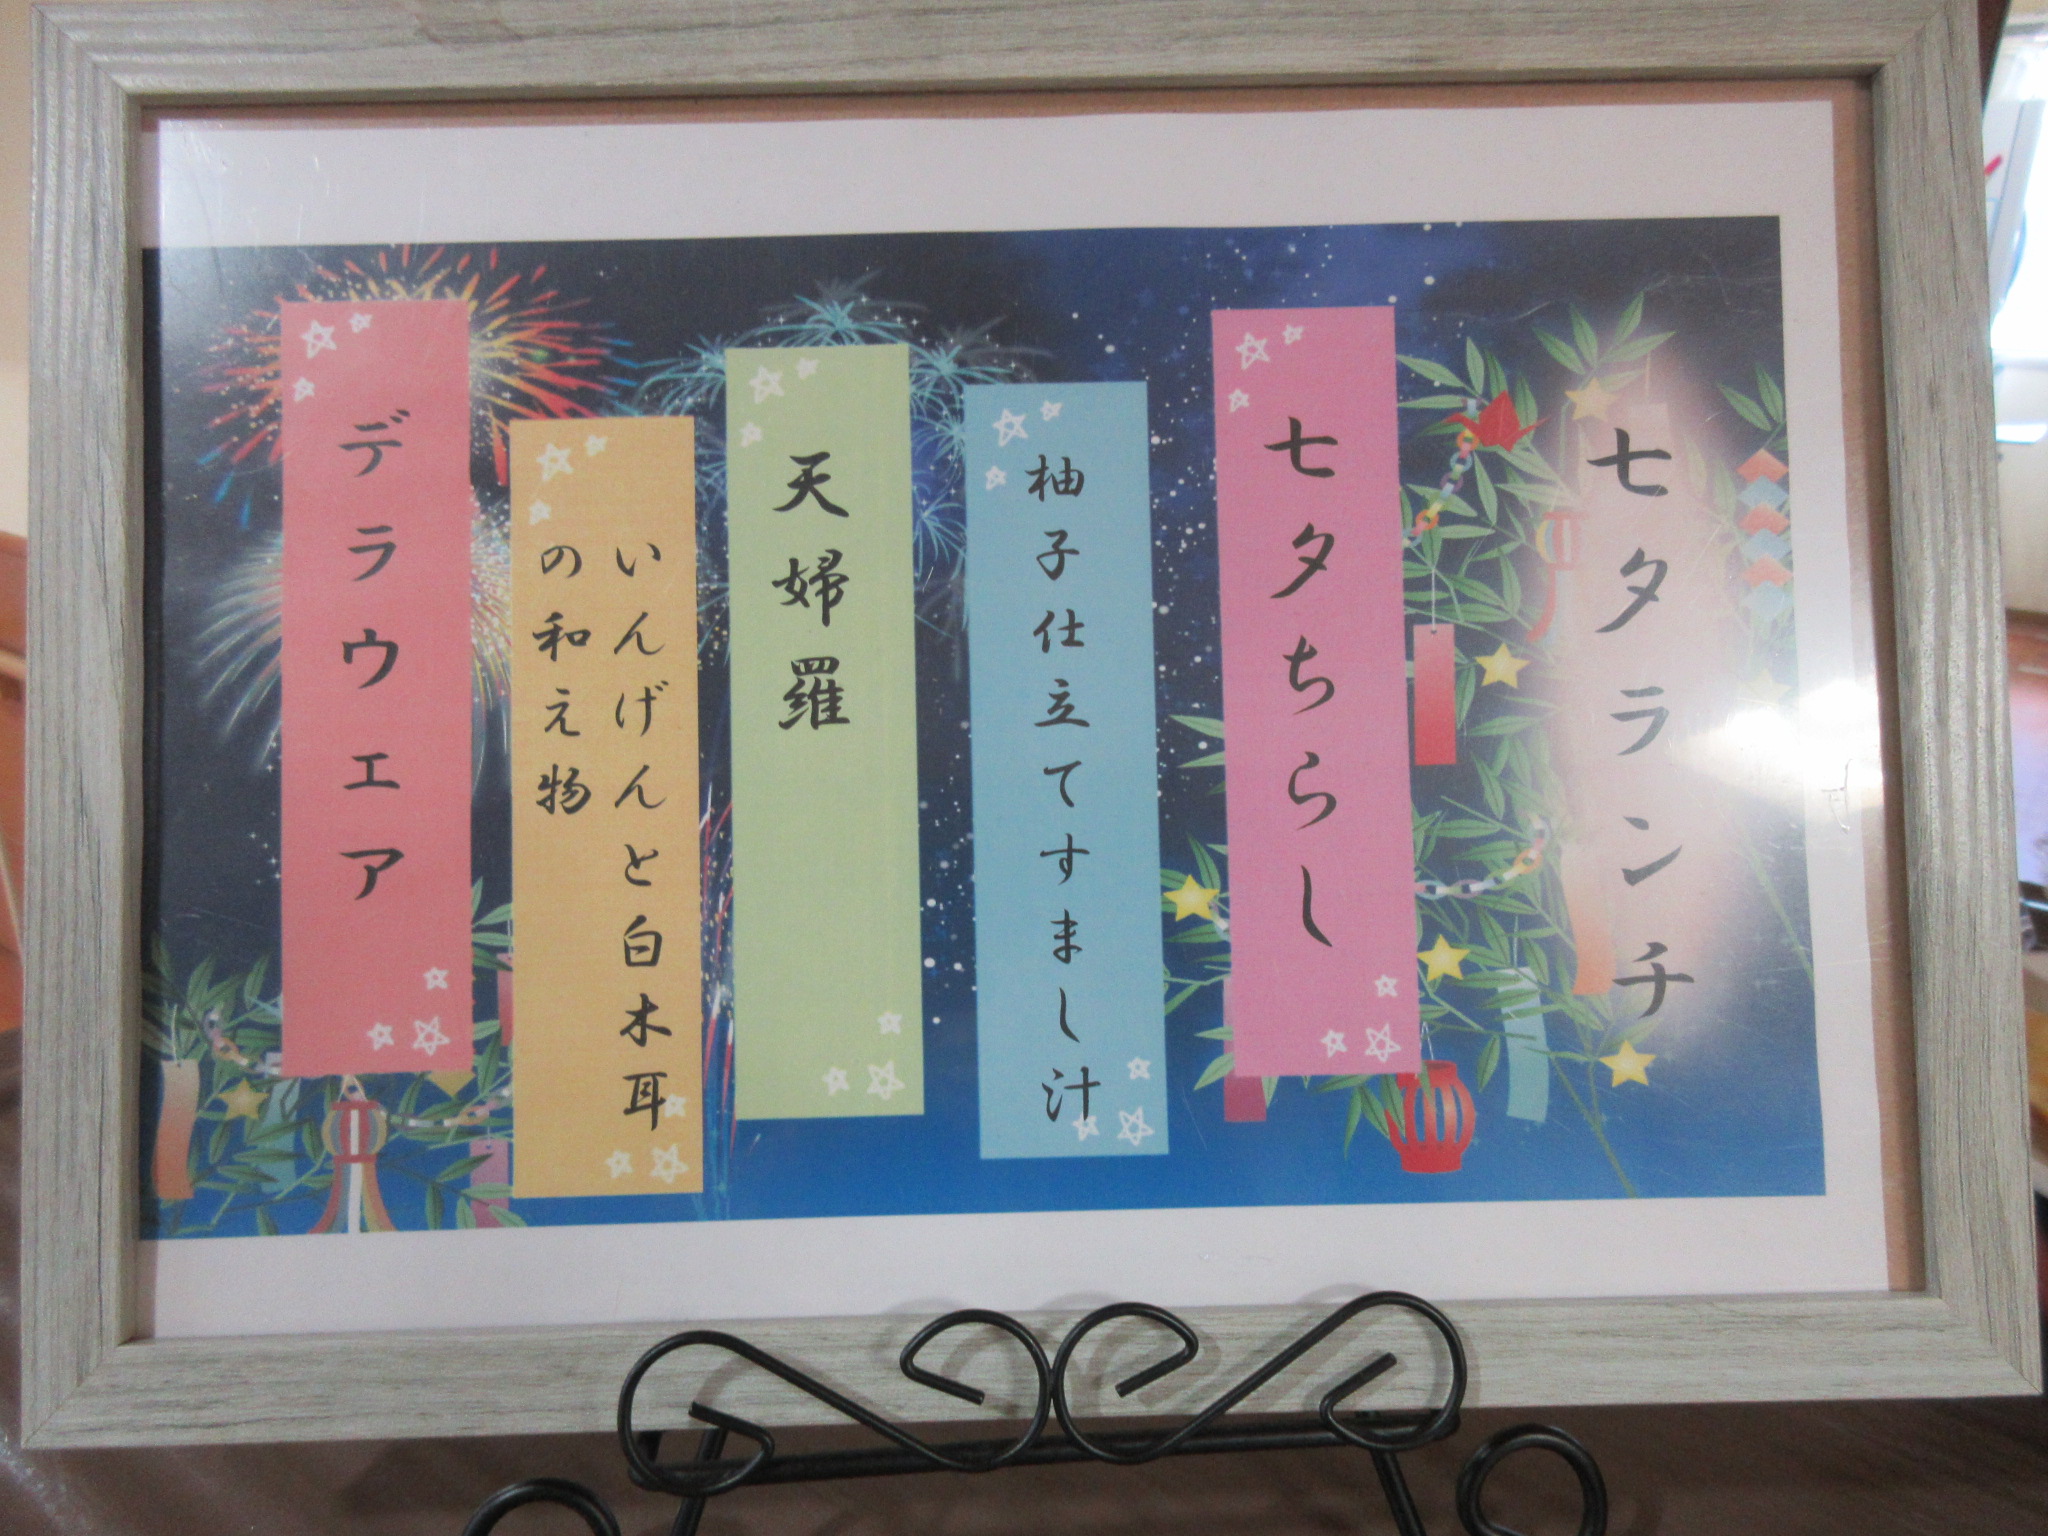 七夕ランチ
七夕ちらし
柚子仕立てすまし汁
天婦羅
いんげんと白木耳
の和え物
デラウェア